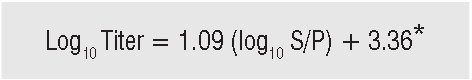 Log₁₀ Titer = 1.09 (log₁₀ S/P) + 3.36*